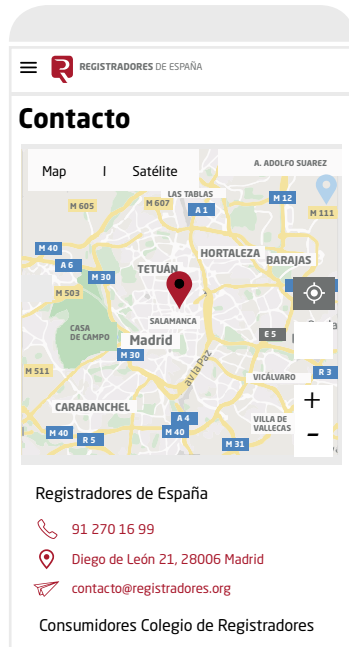 REGISTRADORES DE ESPAÑA
Contacto
Map I Satélite
A. ADOLFO SUAREZ
LAS TABLAS
M 12
M 605
M 607
A 1
M 111
M 40
HORTALEZA
BARAJAS
A 6
TETUÁN
M 30
M 503
SALAMANCA
CASA
DE CAMPO
Madrid
E 5
M 30
av la Paz
M 511
VICÁLVARO
R 3
CARABANCHEL
+
A 4
VILLA DE
VALLECAS
M 40
R 5
M 40
M 31
-
Registradores de España
91 270 16 99
Diego de León 21, 28006 Madrid
contacto@registradores.org
Consumidores Colegio de Registradores